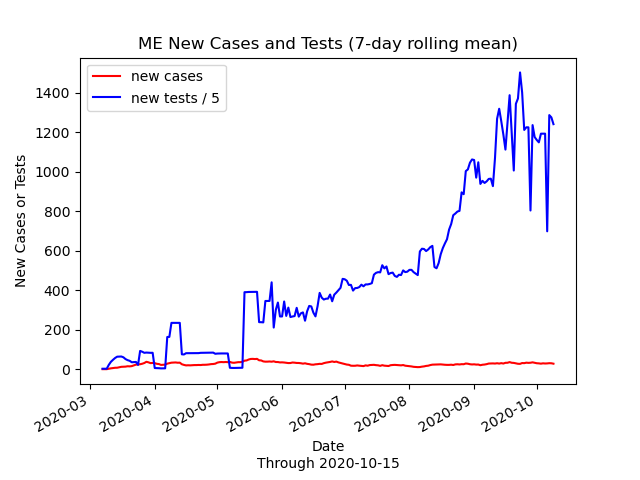 ME New Cases and Tests (7-day rolling mean)
new cases
new tests / 5
New Cases or Tests
1400
1200
1000
800
600
400
200
0
2020-03
2020-04
2020-05
2020-06
2020-07
2020-08
2020-09
2020-10
Date
Through 2020-10-15